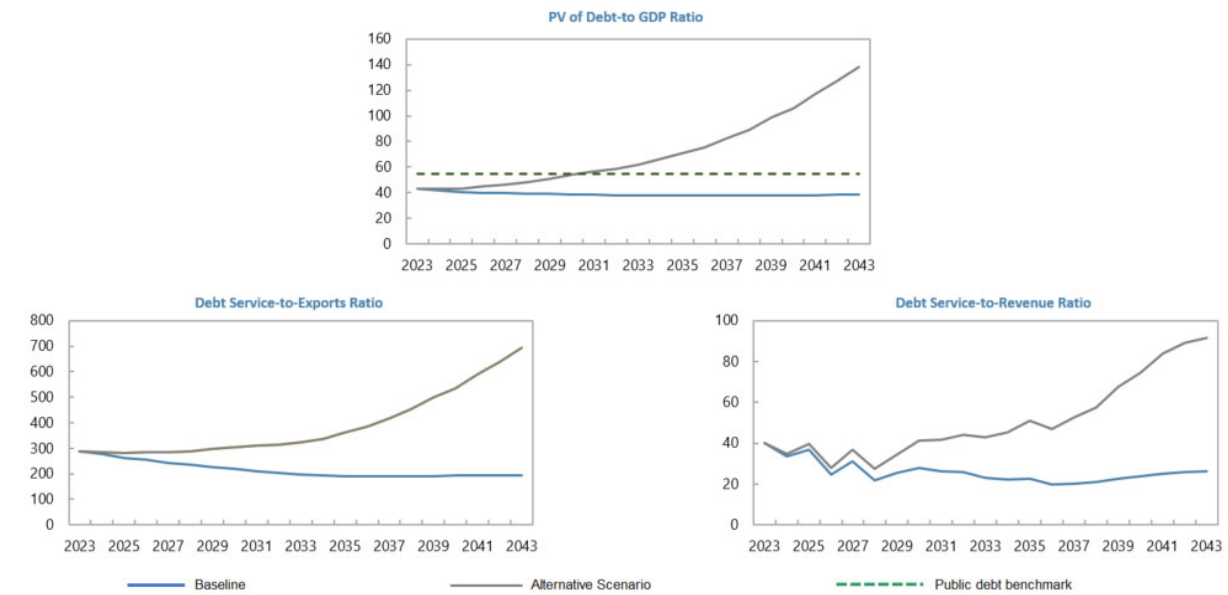 PV of Debt-to GDP Ratio
160
140
120
100
80
60
40
20
0
2023 2025 2027 2029 2031 2033 2035 2037 2039 2041 2043
Debt Service-to-Exports Ratio
800
700
600
500
400
300
200
100
0
2023 2025 2027 2029 2031 2033 2035 2037 2039 2041 2043
Debt Service-to-Revenue Ratio
100
80
60
40
20
0
2023 2025 2027 2029 2031 2033 2035 2037 2039 2041 2043
Baseline
Alternative Scenario
Public debt benchmark